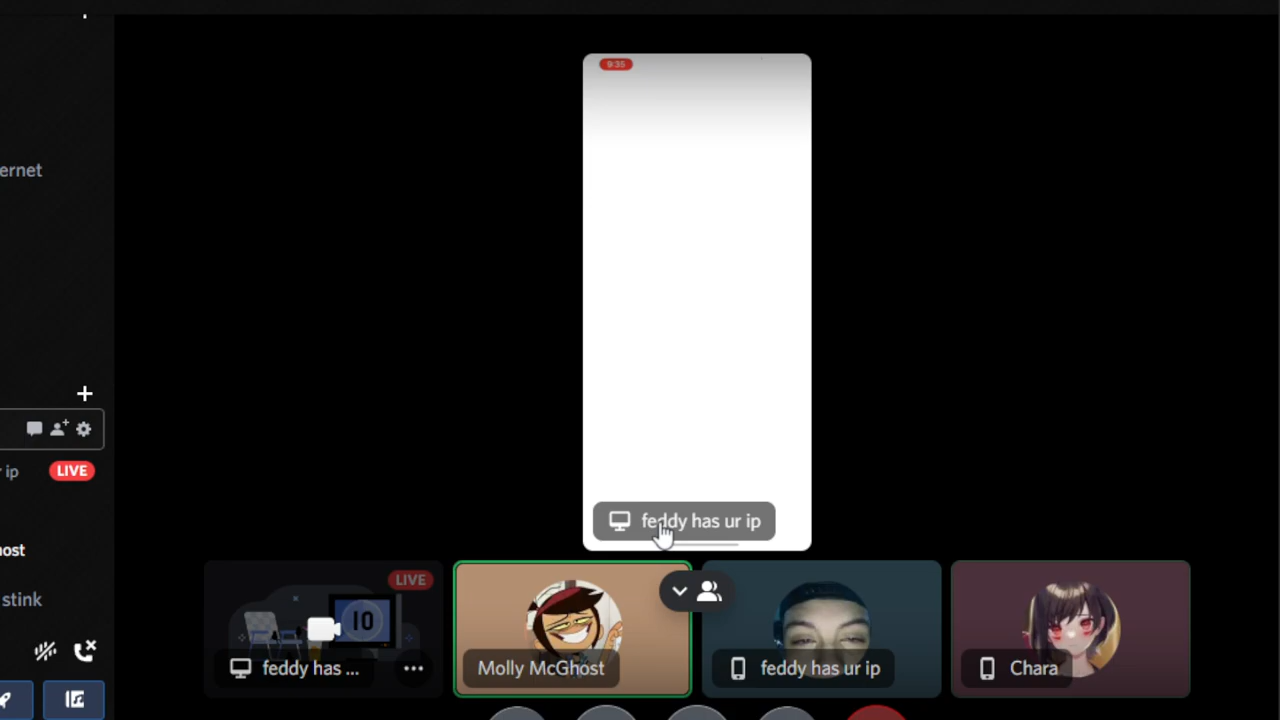 9:35
ernet
r ip
LIVE
ost
stink
feddy has ur ip
LIVE
10
feddy has ...
Molly McGhost
feddy has ur ip
Chara